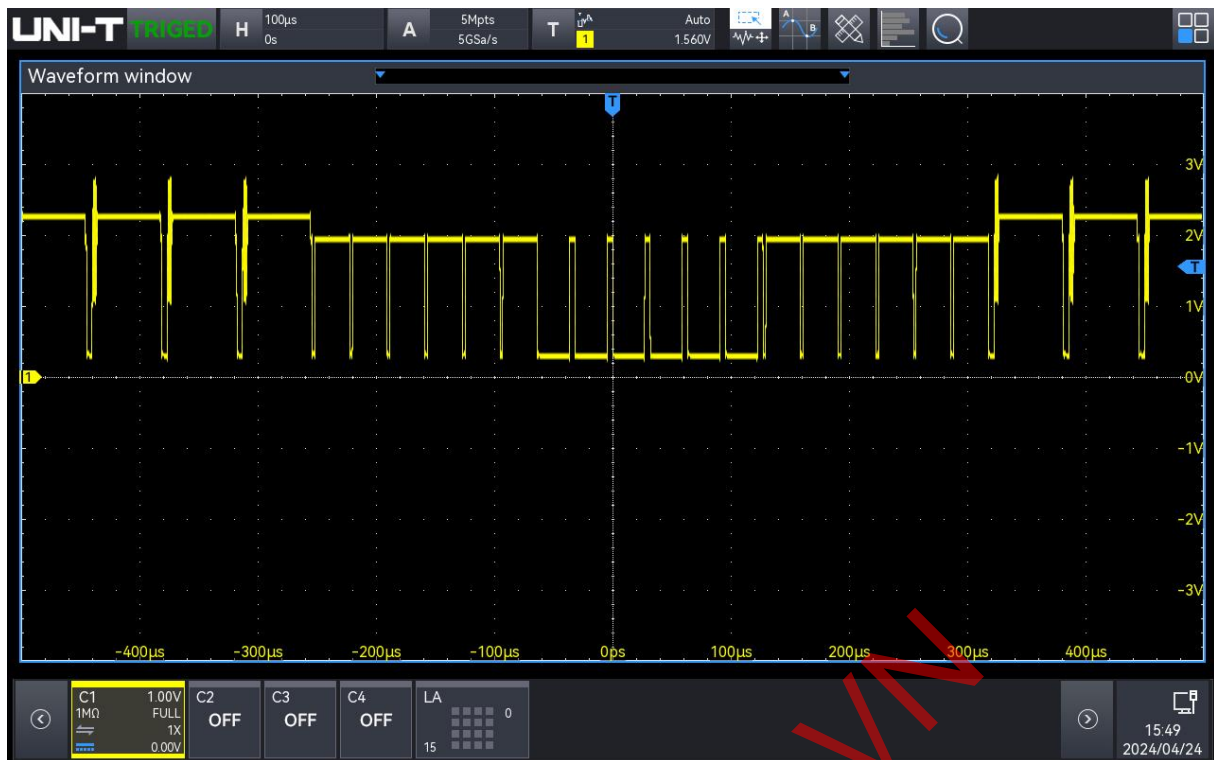 UNI-T TRIGED H 100μs A 5Mpts T Auto
0s 5GSa/s 1 1.560V
A B
Waveform window
T
3V
2V
T
1V
1 0V
-1V
-2V
-3V
-400μs -300μs -200μs -100μs 0ps 100μs 200μs 300μs 400μs
C1 1.00V C2 C3 C4 LA
1MΩ FULL OFF OFF OFF 0
1X
0.00V 15
15:49
2024/04/24
VN